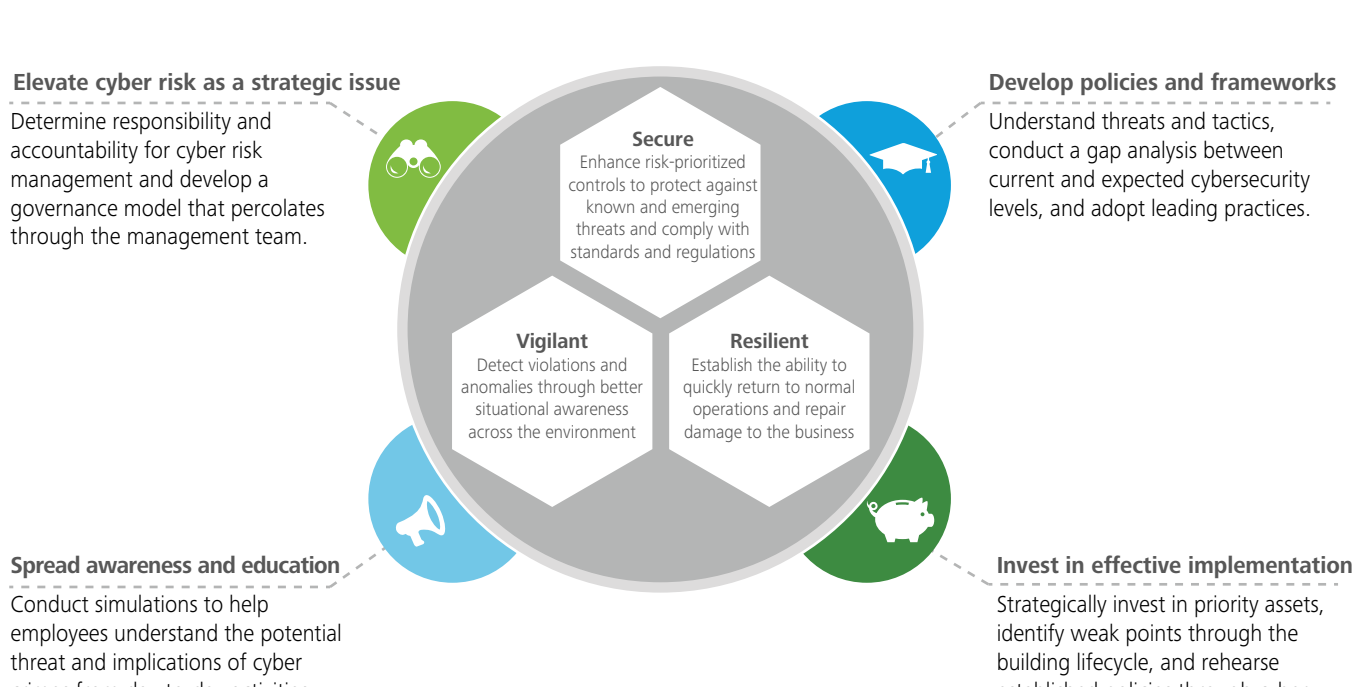 Elevate cyber risk as a strategic issue
Determine responsibility and
accountability for cyber risk
management and develop a
governance model that percolates
through the management team.
Develop policies and frameworks
Understand threats and tactics,
conduct a gap analysis between
current and expected cybersecurity
levels, and adopt leading practices.
Secure
Enhance risk-prioritized
controls to protect against
known and emerging
threats and comply with
standards and regulations
Vigilant
Detect violations and
anomalies through better
situational awareness
across the environment
Resilient
Establish the ability to
quickly return to normal
operations and repair
damage to the business
Spread awareness and education
Conduct simulations to help
employees understand the potential
threat and implications of cyber
Invest in effective implementation
Strategically invest in priority assets,
identify weak points through the
building lifecycle, and rehearse